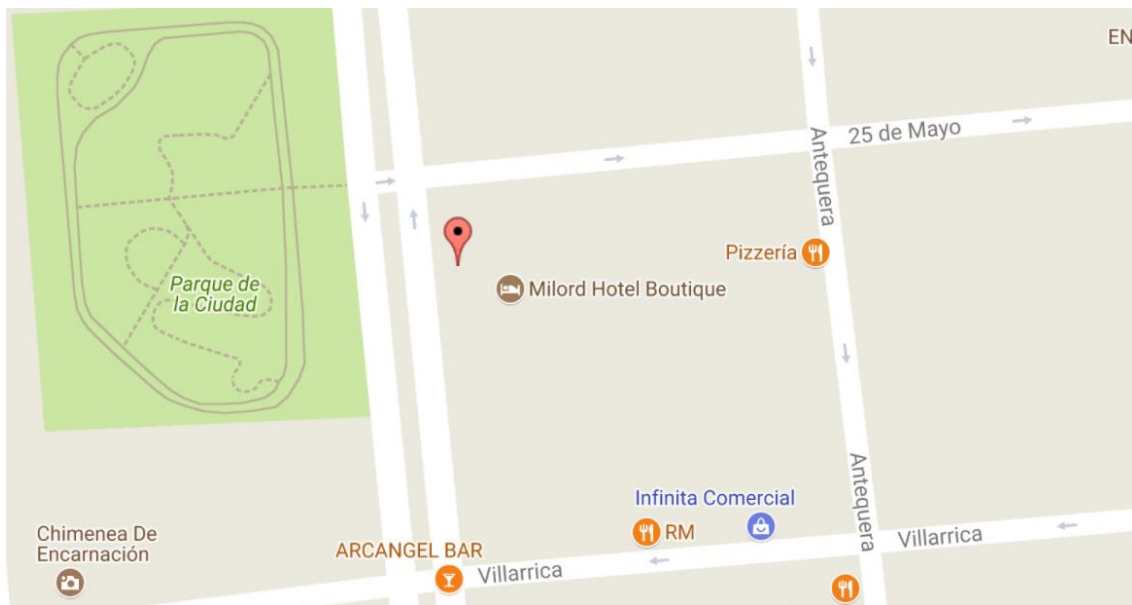 EN
25 de Mayo
Antequera
Pizzería
Parque de
la Ciudad
Milord Hotel Boutique
Antequera
Infinita Comercial
Chimenea De
Encarnación
RM
Villarrica
ARCANGEL BAR
Villarrica